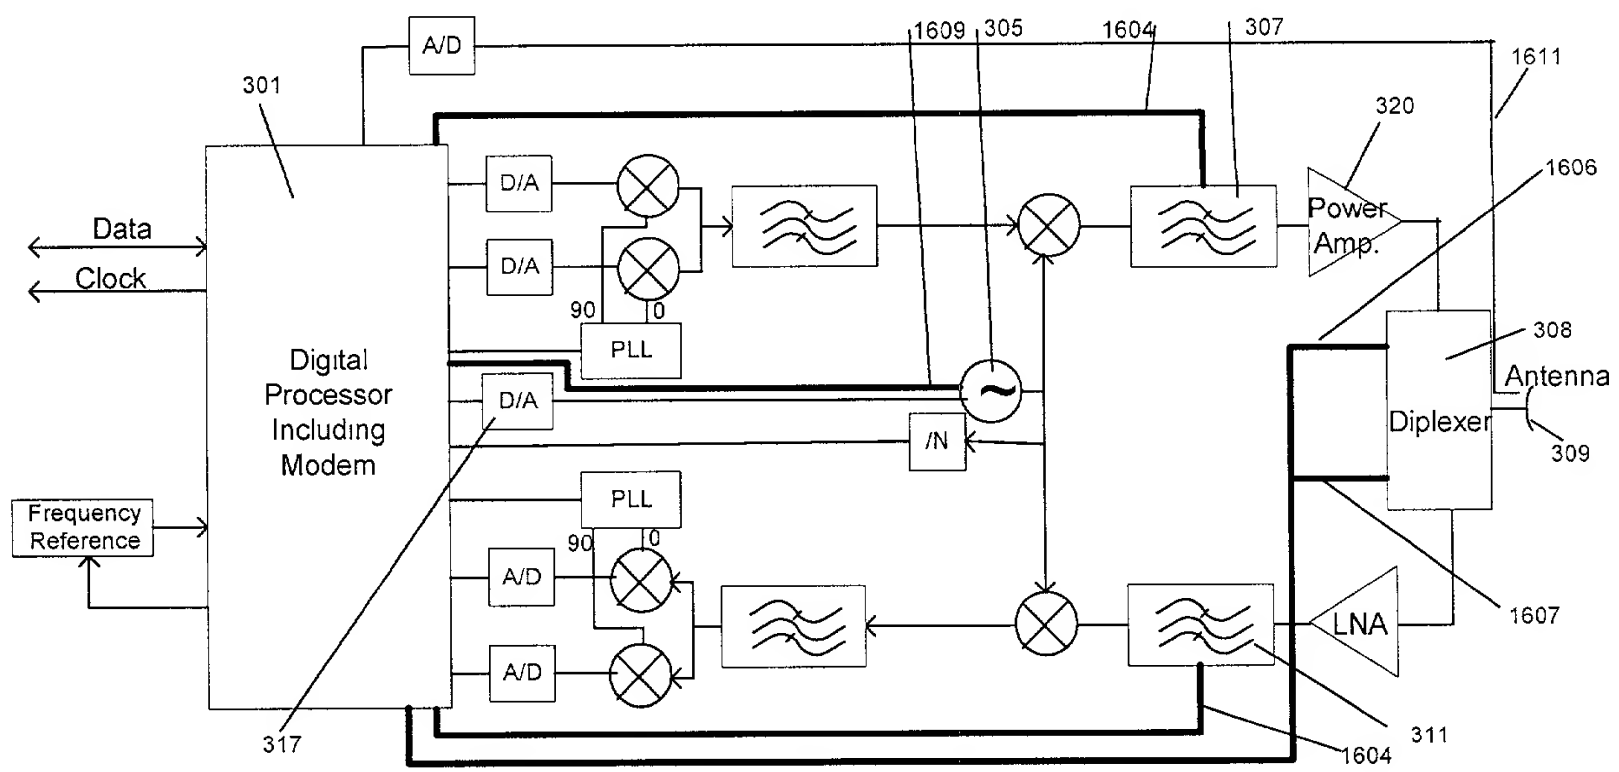 1609
305
1604
307
A/D
1611
301
320
1606
D/A
Power
Amp.
Data
D/A
Clock
90
0
PLL
308
Digital
Processor
Including
Modem
Antenna
D/A
Diplexer
/N
309
PLL
Frequency
Reference
90
0
A/D
LNA
1607
A/D
317
311
1604